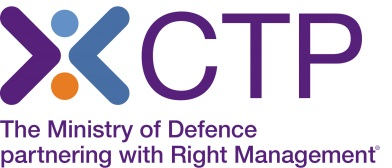 CTP
The Ministry of Defence
partnering with Right Management®